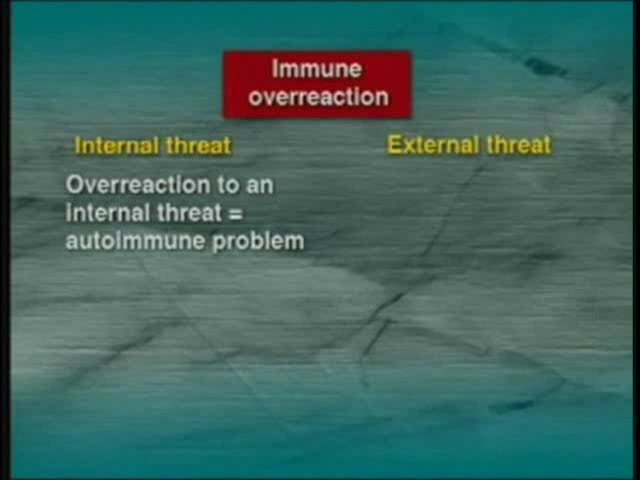 Immune
overreaction
Internal threat
External threat
Overreaction to an
internal threat =
autoimmune problem